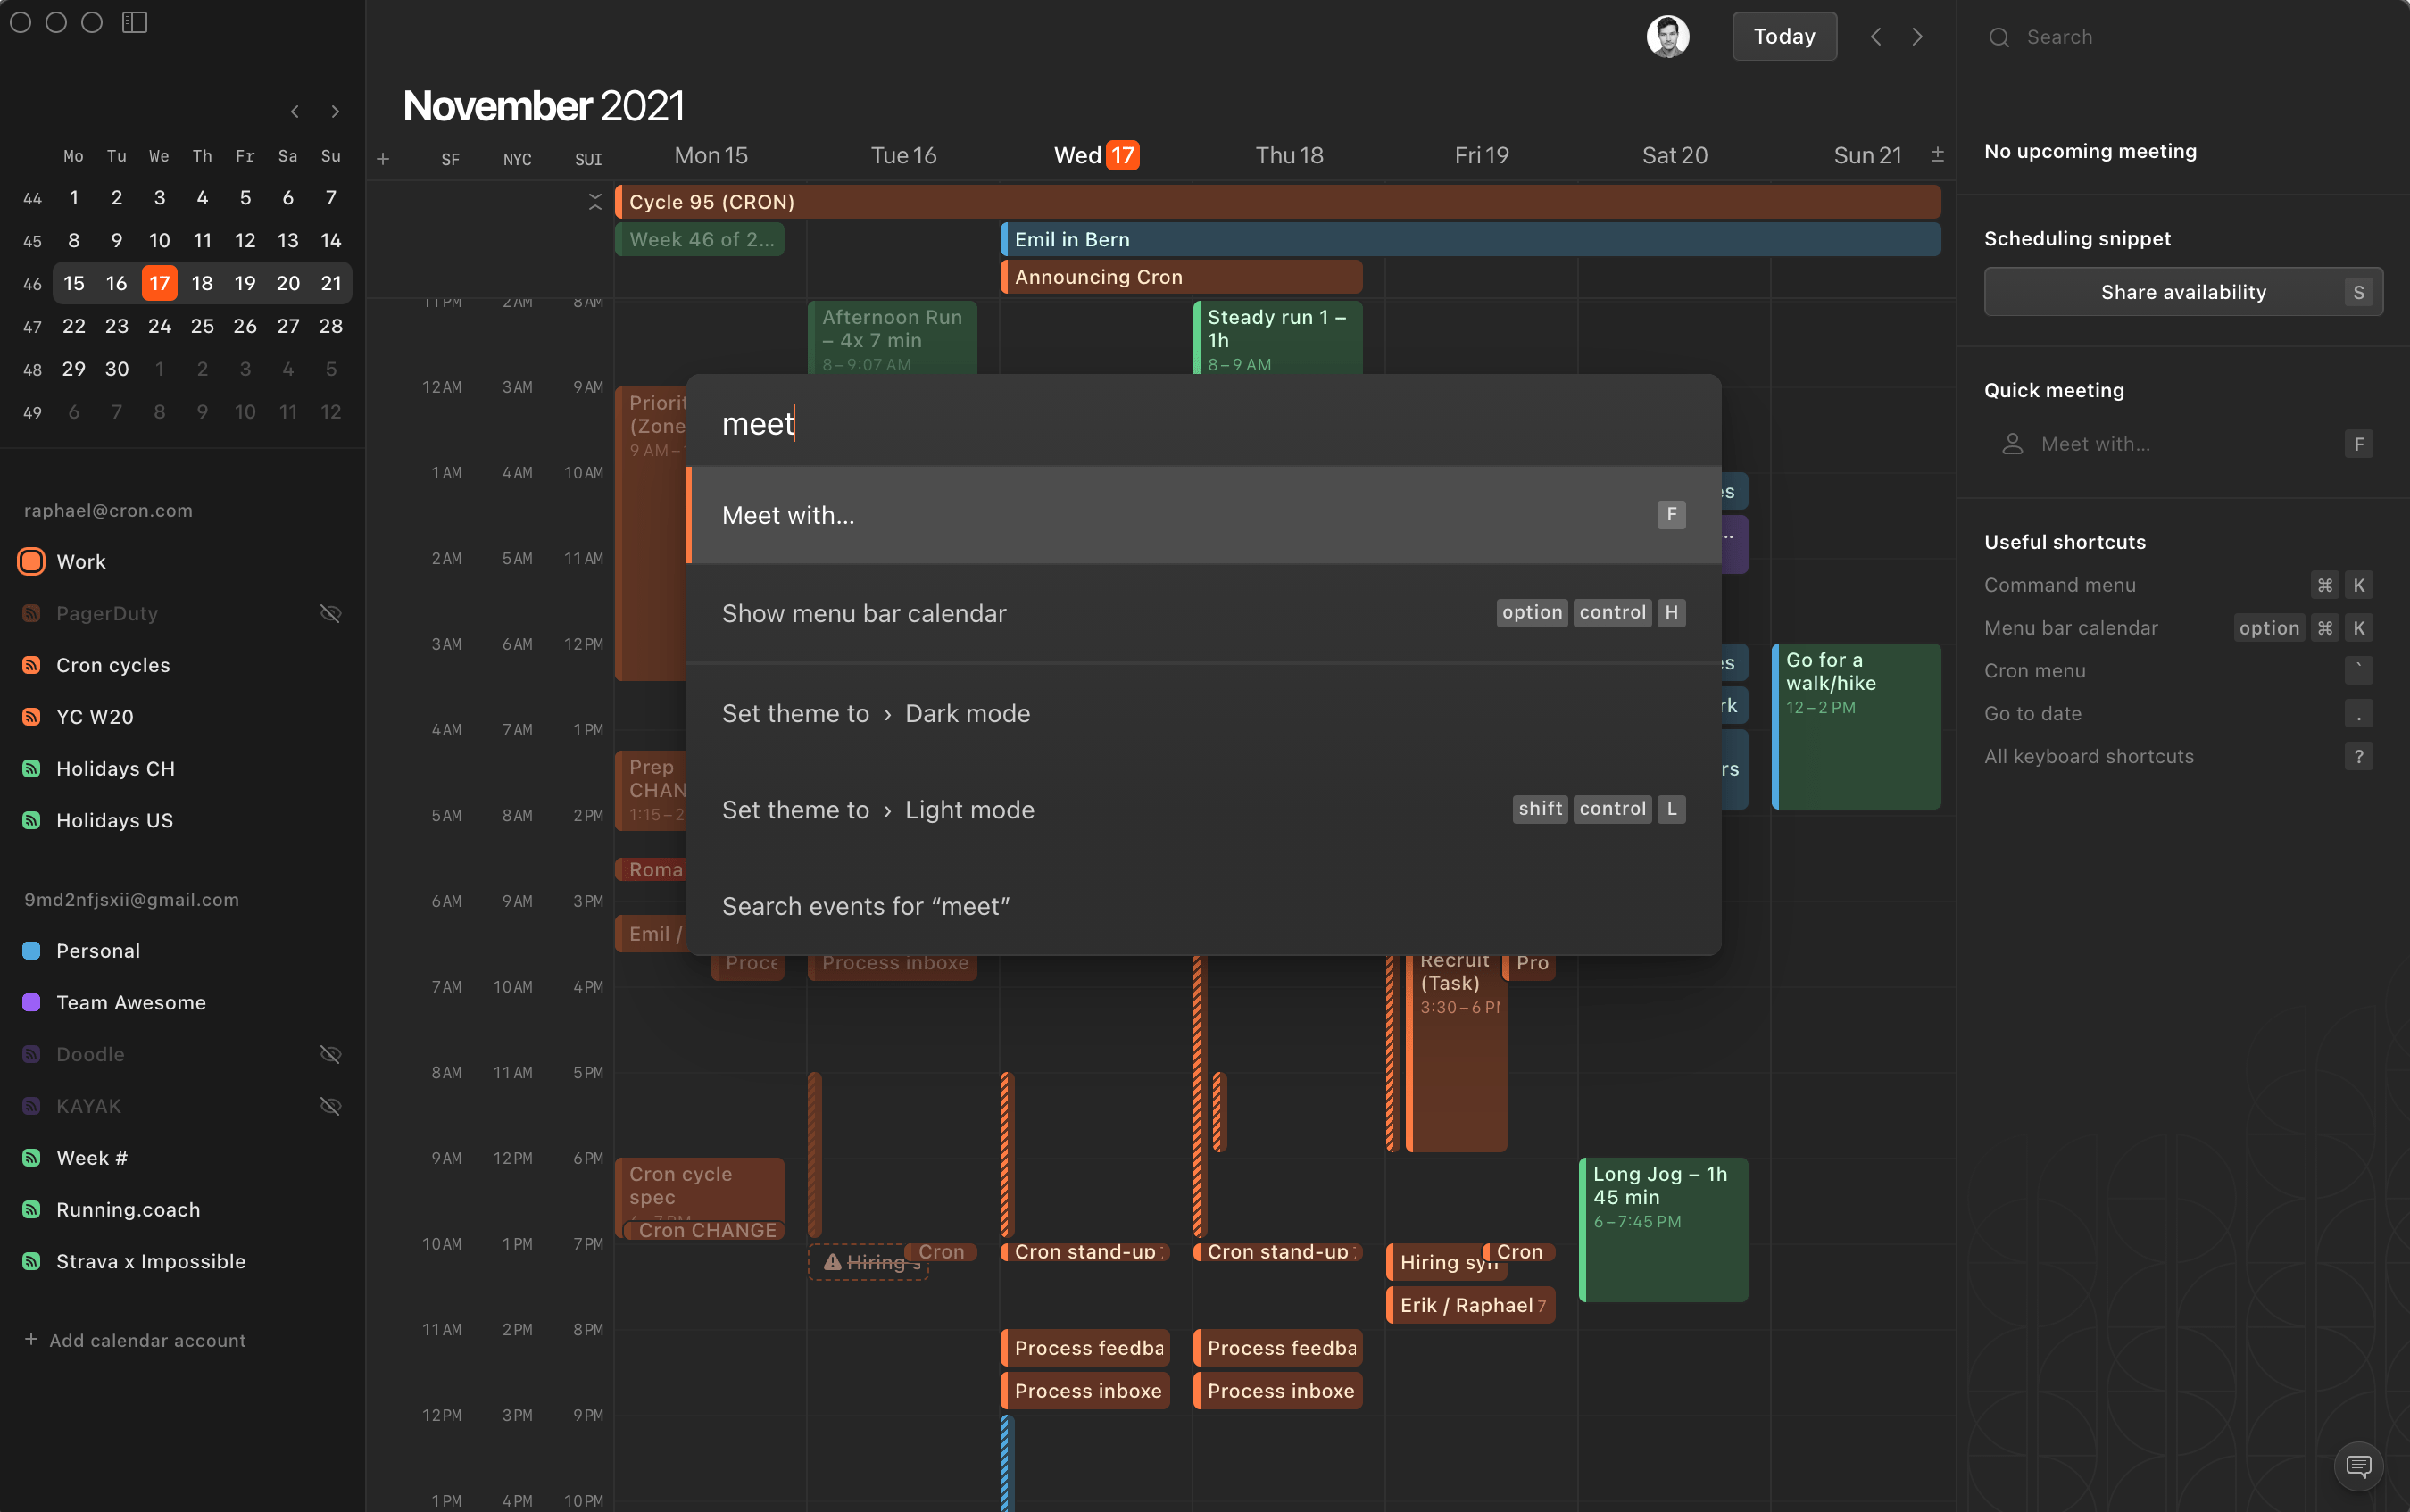 Today
Search
November 2021
Mo Tu We Th Fr Sa Su
44 1 2 3 4 5 6 7
45 8 9 10 11 12 13 14
46 15 16 17 18 19 20 21
47 22 23 24 25 26 27 28
48 29 30 1 2 3 4 5
49 6 7 8 9 10 11 12
raphael@cron.com
Work
PagerDuty
Cron cycles
YC W20
Holidays CH
Holidays US
9md2nfjsxii@gmail.com
Personal
Team Awesome
Doodle
KAYAK
Week #
Running.coach
Strava x Impossible
+ Add calendar account
+ SF NYC SUI Mon 15 Tue 16 Wed 17 Thu 18 Fri 19 Sat 20 Sun 21 ±
Cycle 95 (CRON)
Week 46 of 2... Emil in Bern
Announcing Cron
11 PM 2 AM 8 AM
12 AM 3 AM 9 AM
1 AM 4 AM 10 AM
2 AM 5 AM 11 AM
3 AM 6 AM 12 PM
4 AM 7 AM 1 PM
5 AM 8 AM 2 PM
6 AM 9 AM 3 PM
7 AM 10 AM 4 PM
8 AM 11 AM 5 PM
9 AM 12 PM 6 PM
10 AM 1 PM 7 PM
11 AM 2 PM 8 PM
12 PM 3 PM 9 PM
1 PM 4 PM 10 PM
Afternoon Run
– 4x 7 min
8 – 9:07 AM
Steady run 1 –
1h
8 – 9 AM
Priorit
(Zone
9 AM –
Prep
CHAN
1:15 – 2
Romai
Emil /
Proce
Process inboxe
meet
Meet with... F
Show menu bar calendar option control H
Set theme to › Dark mode
Set theme to › Light mode shift control L
Search events for “meet”
es
..
es
rk
rs
Go for a
walk/hike
12 – 2 PM
Recruit
(Task)
3:30 – 6 PM
Pro
Cron cycle
spec
Cron CHANGE
Hiring s
Cron
Cron stand-up
Cron stand-up
Hiring syn
Cron
Erik / Raphael 7
Long Jog – 1h
45 min
6 – 7:45 PM
Process feedba
Process feedba
Process inboxe
Process inboxe
No upcoming meeting
Scheduling snippet
Share availability S
Quick meeting
Meet with... F
Useful shortcuts
Command menu ⌘ K
Menu bar calendar option ⌘ K
Cron menu `
Go to date .
All keyboard shortcuts ?